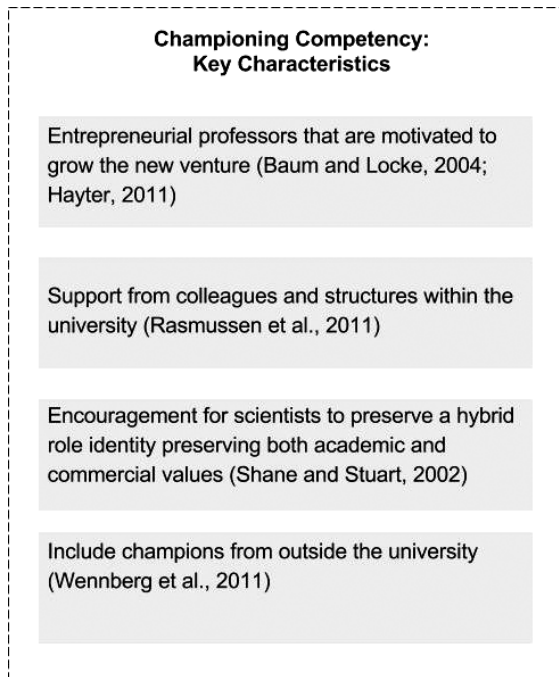 Championing Competency:
Key Characteristics
Entrepreneurial professors that are motivated to
grow the new venture (Baum and Locke, 2004;
Hayter, 2011)
Support from colleagues and structures within the
university (Rasmussen et al., 2011)
Encouragement for scientists to preserve a hybrid
role identity preserving both academic and
commercial values (Shane and Stuart, 2002)
Include champions from outside the university
(Wennberg et al., 2011)